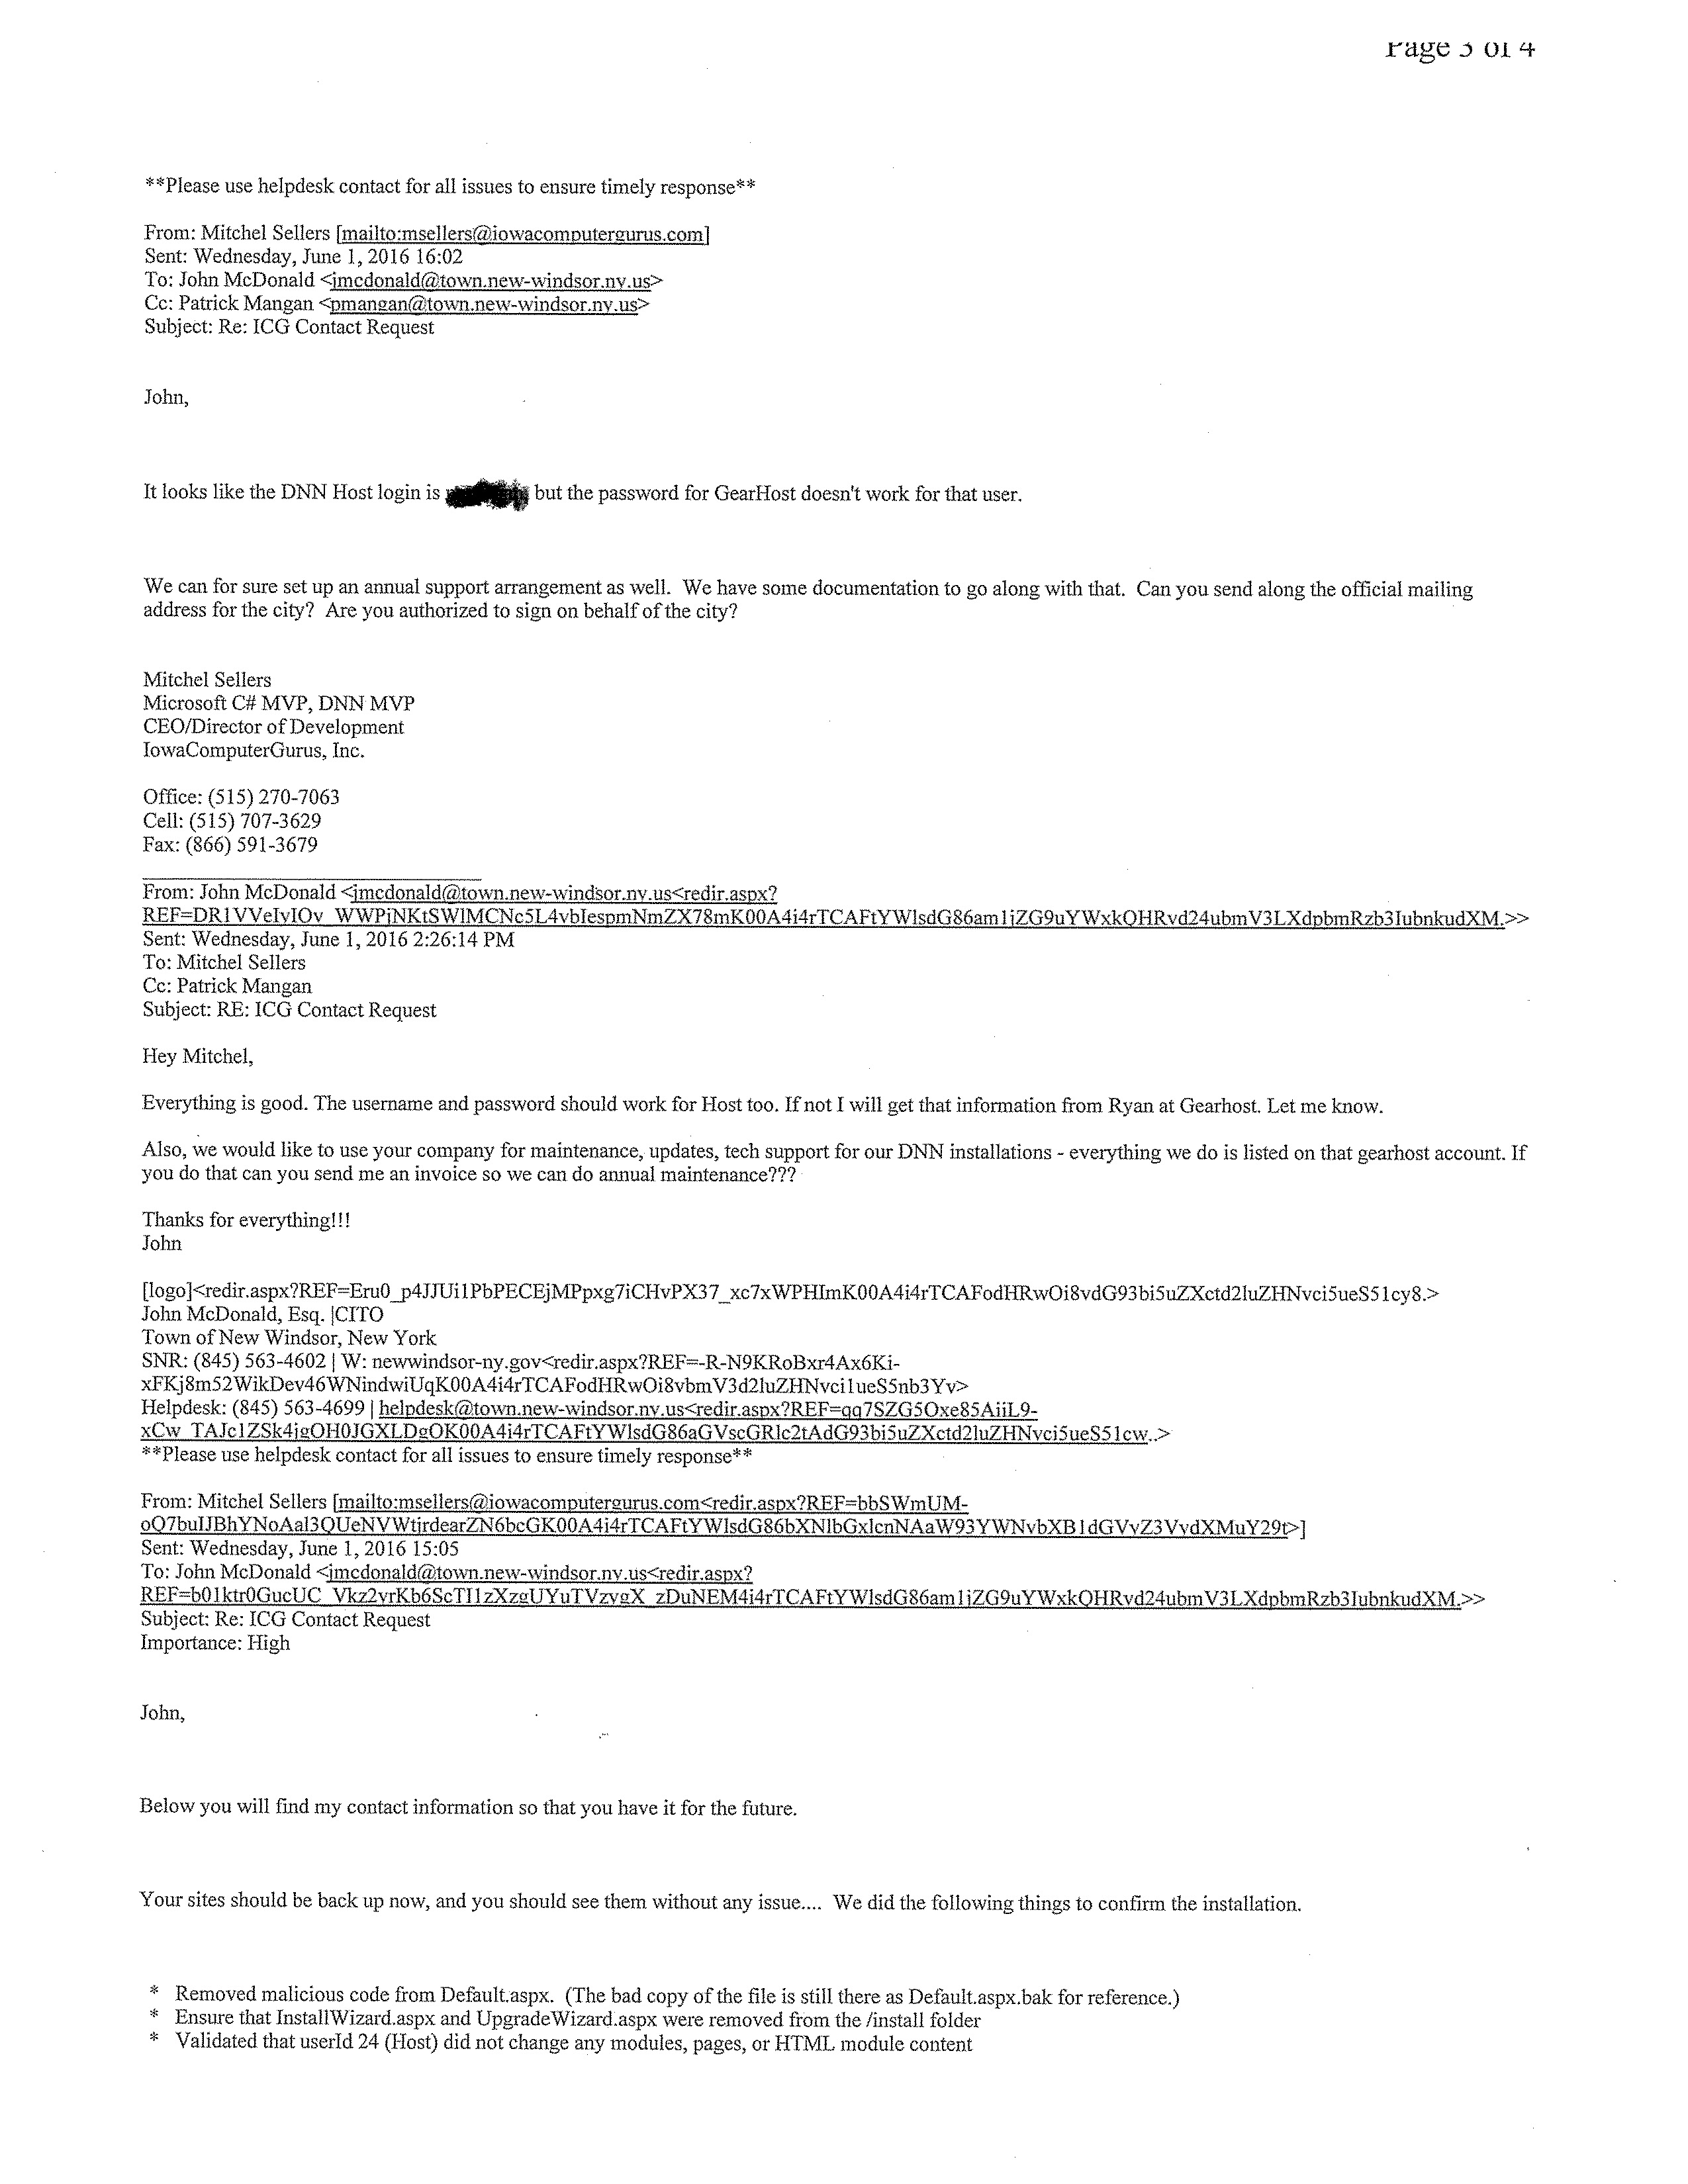 Page 3 of 4
**Please use helpdesk contact for all issues to ensure timely response**
From: Mitchel Sellers [mailto:msellers@iowacomputergurus.com]
Sent: Wednesday, June 1, 2016 16:02
To: John McDonald <jmcdonald@town.new-windsor.ny.us>
Cc: Patrick Mangan <pmangan@town.new-windsor.ny.us>
Subject: Re: ICG Contact Request
John,
It looks like the DNN Host login is but the password for GearHost doesn't work for that user.
We can for sure set up an annual support arrangement as well. We have some documentation to go along with that. Can you send along the official mailing
address for the city? Are you authorized to sign on behalf of the city?
Mitchel Sellers
Microsoft C# MVP, DNN MVP
CEO/Director of Development
IowaComputerGurus, Inc.
Office: (515) 270-7063
Cell: (515) 707-3629
Fax: (866) 591-3679
From: John McDonald <jmcdonald@town.new-windsor.ny.us<redir.aspx?
REF=DR1VVeIvIOv_WWPjNKtSWlMCNc5L4vbIespmNmZX78mK00A4i4rTCAFtYWlsdG86am1jZG9uYWxkQHRvd24ubmV3LXdpbmRzb3IubnkudXM.>>
Sent: Wednesday, June 1, 2016 2:26:14 PM
To: Mitchel Sellers
Cc: Patrick Mangan
Subject: RE: ICG Contact Request
Hey Mitchel,
Everything is good. The username and password should work for Host too. If not I will get that information from Ryan at Gearhost. Let me know.
Also, we would like to use your company for maintenance, updates, tech support for our DNN installations - everything we do is listed on that gearhost account. If
you do that can you send me an invoice so we can do annual maintenance???
Thanks for everything!!!
John
[logo]<redir.aspx?REF=Eru0_p4JJUi1PbPECEjMPpxg7iCHvPX37_xc7xWPHImK00A4i4rTCAFodHRwOi8vdG93bi5uZXctd2luZHNvci5ueS51cy8.>
John McDonald, Esq. |CITO
Town of New Windsor, New York
SNR: (845) 563-4602 | W: newwindsor-ny.gov<redir.aspx?REF=-R-N9KRoBxr4Ax6Ki-
xFKj8m52WikDev46WNindwiUqK00A4i4rTCAFodHRwOi8vbmV3d2luZHNvci1ueS5nb3Yv>
Helpdesk: (845) 563-4699 | helpdesk@town.new-windsor.ny.us<redir.aspx?REF=qq7SZG5Oxe85AiiL9-
xCw_TAJc1ZSk4jgOH0JGXLDgOK00A4i4rTCAFtYWlsdG86aGVscGRlc2tAdG93bi5uZXctd2luZHNvci5ueS51cw..>
**Please use helpdesk contact for all issues to ensure timely response**
From: Mitchel Sellers [mailto:msellers@iowacomputergurus.com<redir.aspx?REF=bbSWmUM-
oQ7buIJBhYNoAal3QUeNVWtjrdearZN6bcGK00A4i4rTCAFtYWlsdG86bXNlbGxlcnNAaW93YWNvbXB1dGVvZ3VvdXMuY29t>]
Sent: Wednesday, June 1, 2016 15:05
To: John McDonald <jmcdonald@town.new-windsor.ny.us<redir.aspx?
REF=b01ktr0GucUC_Vkz2vrKb6ScTI1zXzgUYuTVzvgX_zDuNEM4i4rTCAFtYWlsdG86am1jZG9uYWxkQHRvd24ubmV3LXdpbmRzb3IubnkudXM.>>
Subject: Re: ICG Contact Request
Importance: High
John,
Below you will find my contact information so that you have it for the future.
Your sites should be back up now, and you should see them without any issue.... We did the following things to confirm the installation.
* Removed malicious code from Default.aspx. (The bad copy of the file is still there as Default.aspx.bak for reference.)
* Ensure that InstallWizard.aspx and UpgradeWizard.aspx were removed from the /install folder
* Validated that userId 24 (Host) did not change any modules, pages, or HTML module content